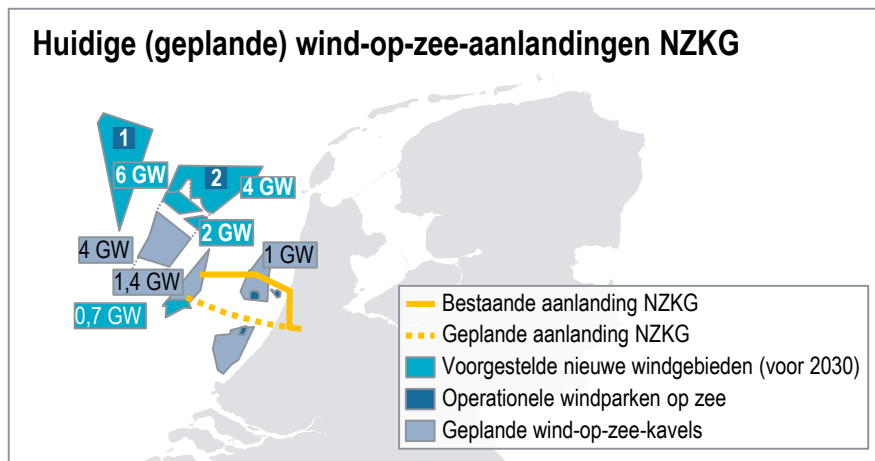 Huidige (geplande) wind-op-zee-aanlandingen NZKG
1
2
6 GW
4 GW
2 GW
4 GW
1 GW
1,4 GW
0,7 GW
Bestaande aanlanding NZKG
Geplande aanlanding NZKG
Voorgestelde nieuwe windgebieden (voor 2030)
Operationele windparken op zee
Geplande wind-op-zee-kavels